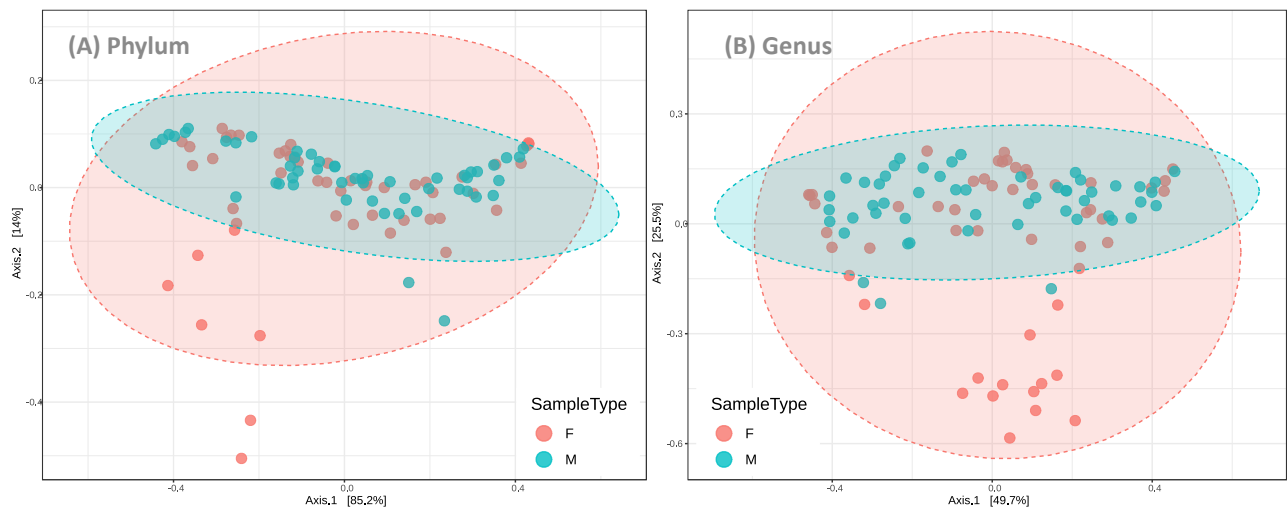 (A) Phylum
0.2
0.0
-0.2
-0.4
Axis.2 [14%]
-0.4
0.0
0.4
Axis.1 [85.2%]
SampleType
F
M
(B) Genus
0.3
0.0
-0.3
-0.6
Axis.2 [25.5%]
-0.4
0.0
0.4
Axis.1 [49.7%]
SampleType
F
M